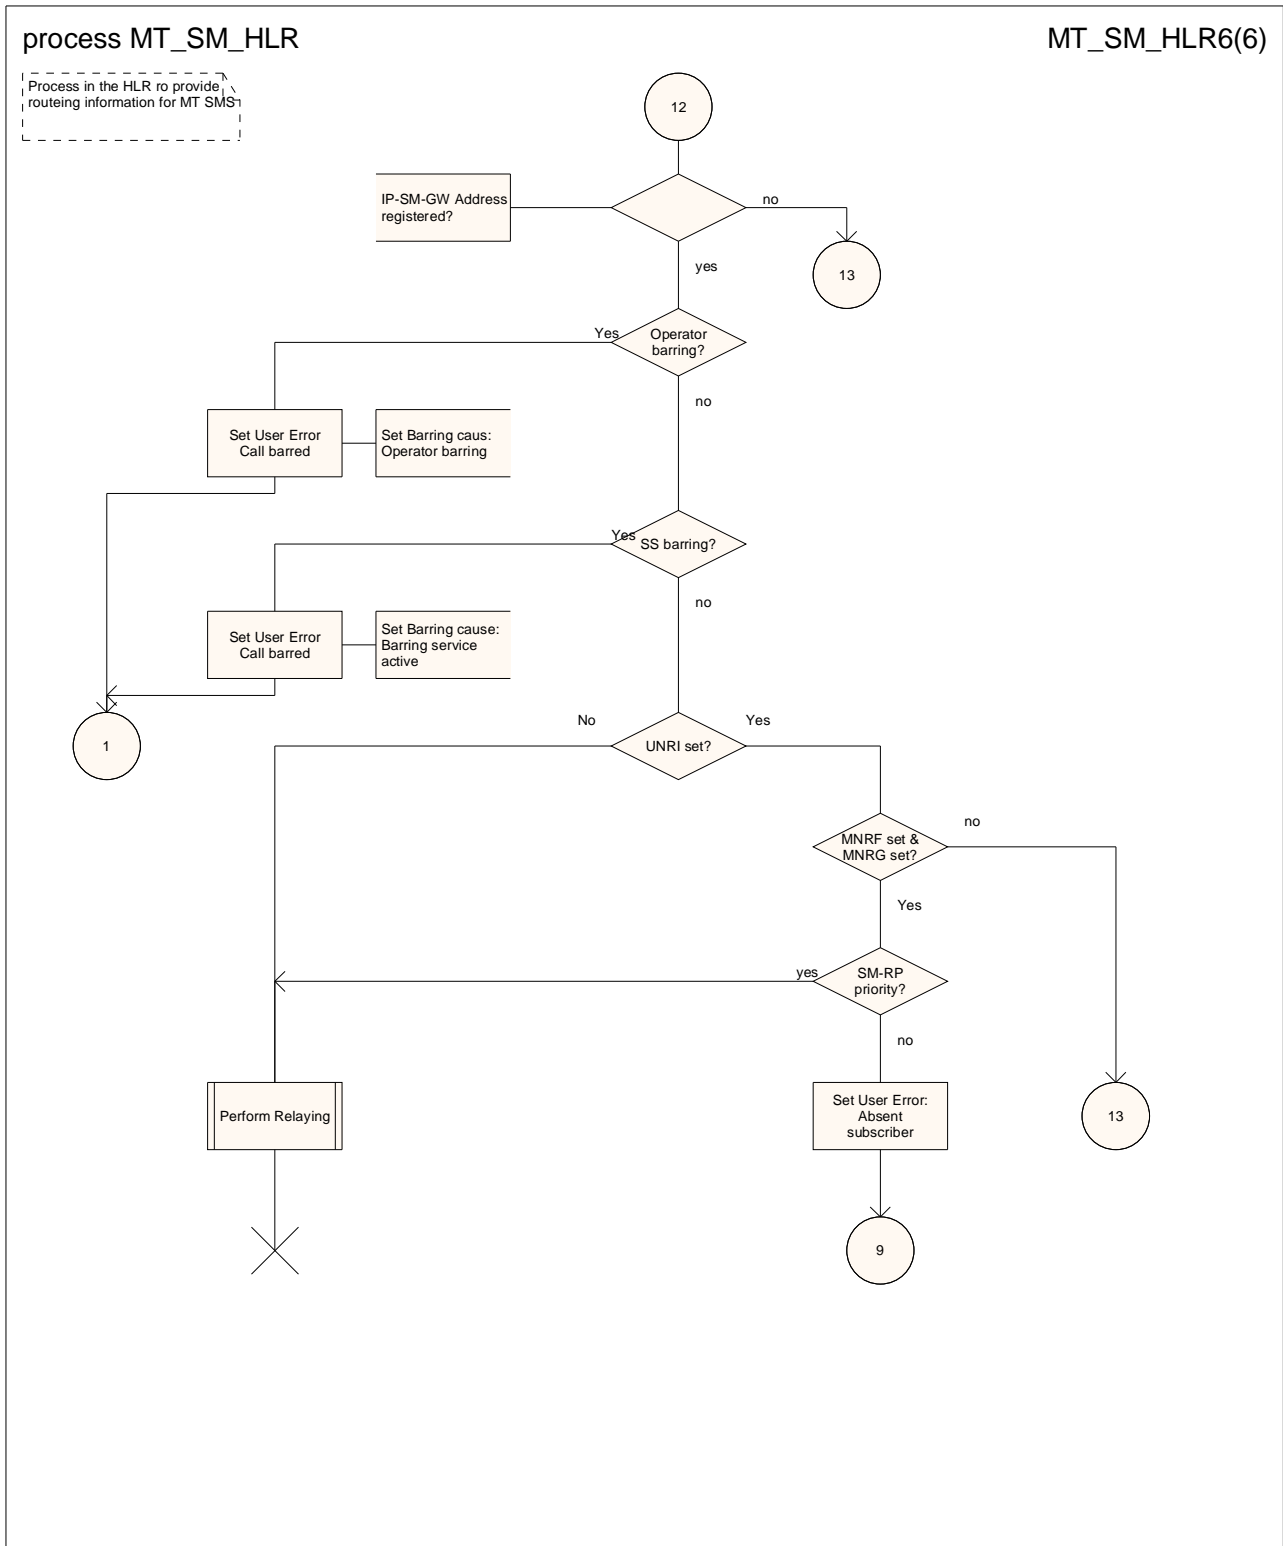 process MT_SM_HLR
MT_SM_HLR6(6)
Process in the HLR ro provide
routeing information for MT SMS
12
IP-SM-GW Address
registered?
no
13
yes
Operator
barring?
Yes
no
Set User Error
Call barred
Set Barring caus:
Operator barring
Yes
SS barring?
no
Set User Error
Call barred
Set Barring cause:
Barring service
active
1
No
UNRI set?
Yes
MNRF set &
MNRG set?
no
Yes
yes
SM-RP
priority?
no
Perform Relaying
Set User Error:
Absent
subscriber
13
9